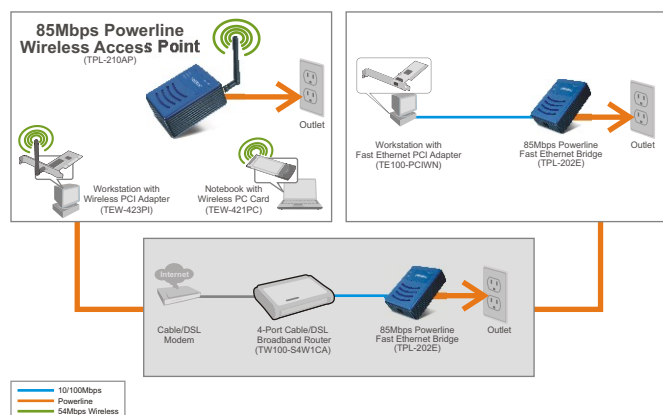 85Mbps Powerline
Wireless Access Point
(TPL-210AP)
Outlet
Workstation with
Wireless PCI Adapter
(TEW-423PI)
Notebook with
Wireless PC Card
(TEW-421PC)
Workstation with
Fast Ethernet PCI Adapter
(TE100-PCIWN)
85Mbps Powerline
Fast Ethernet Bridge
(TPL-202E)
Outlet
Internet
Cable/DSL
Modem
4-Port Cable/DSL
Broadband Router
(TW100-S4W1CA)
85Mbps Powerline
Fast Ethernet Bridge
(TPL-202E)
Outlet
10/100Mbps
Powerline
54Mbps Wireless